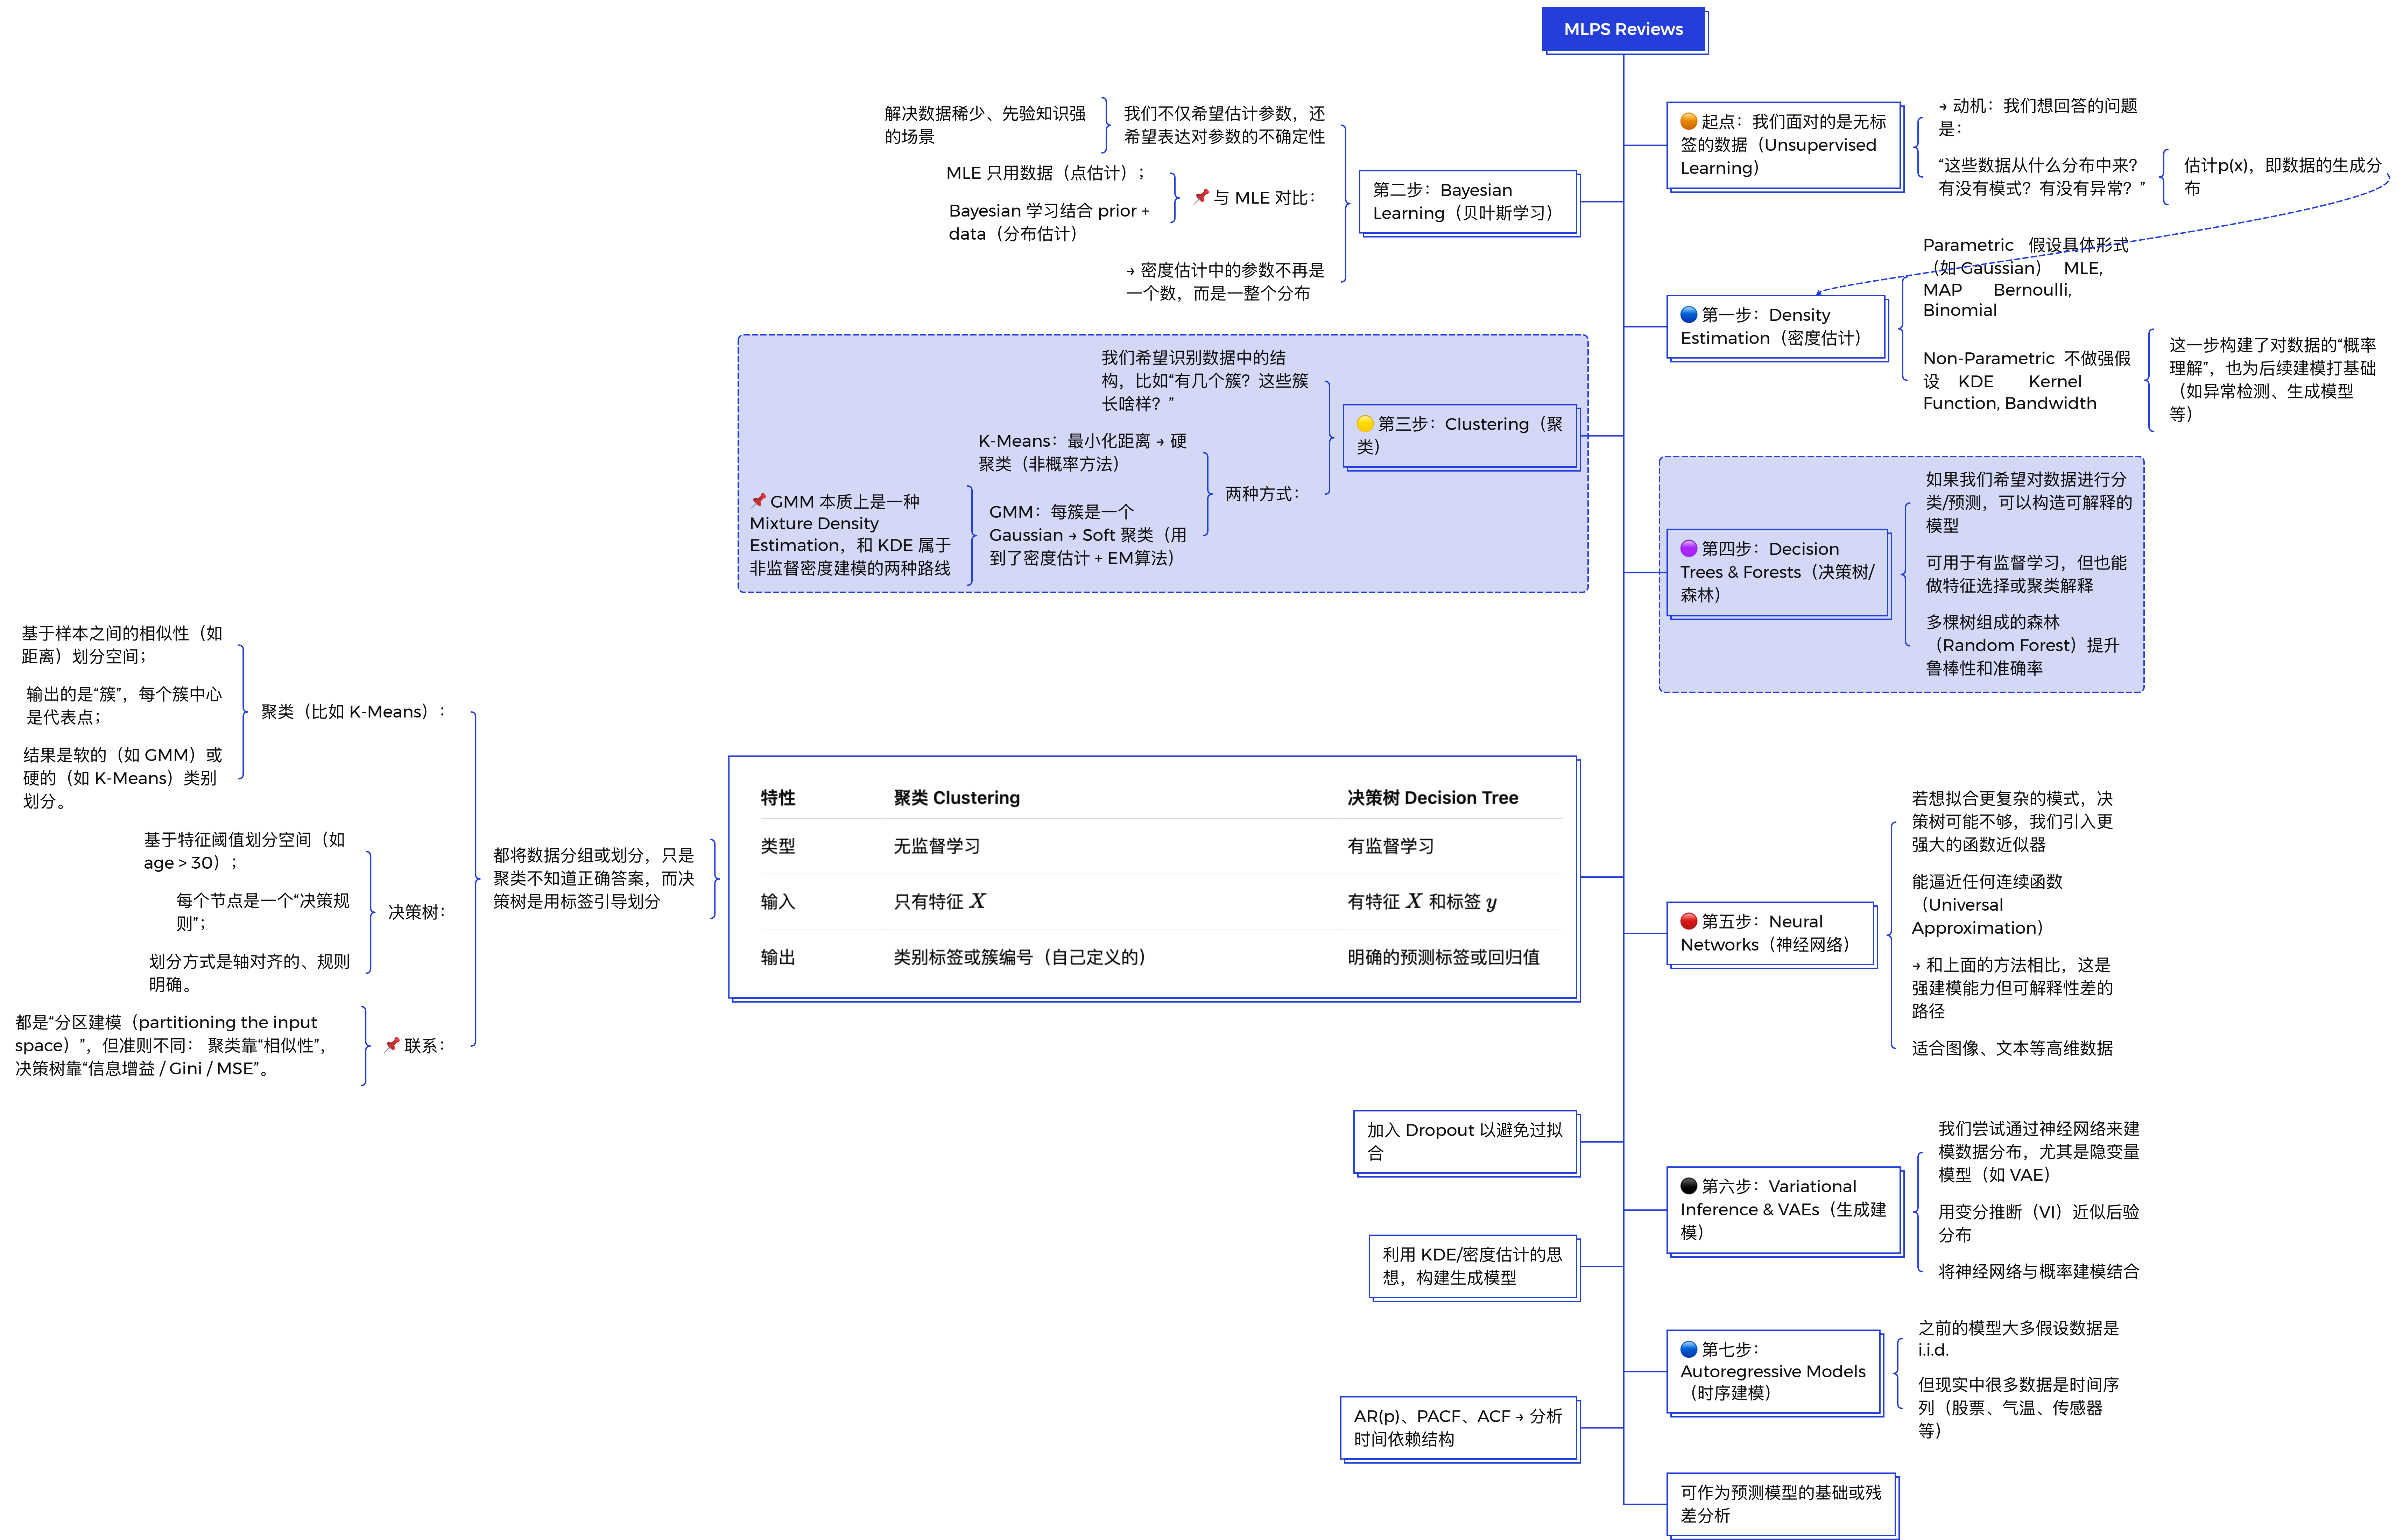 MLPS Reviews
🟠 起点：我们面对的是无标
签的数据（Unsupervised
Learning）
→ 动机：我们想回答的问题
是：
“这些数据从什么分布中来？
有没有模式？有没有异常？”
估计p(x)，即数据的生成分
布
第二步：Bayesian
Learning（贝叶斯学习）
我们不仅希望估计参数，还
希望表达对参数的不确定性
解决数据稀少、先验知识强
的场景
📌 与 MLE 对比：
MLE 只用数据（点估计）；
Bayesian 学习结合 prior +
data（分布估计）
→ 密度估计中的参数不再是
一个数，而是一整个分布
🔵 第一步：Density
Estimation（密度估计）
Parametric 假设具体形式
（如 Gaussian） MLE,
MAP Bernoulli,
Binomial
Non-Parametric 不做强假
设 KDE Kernel
Function, Bandwidth
这一步构建了对数据的“概率
理解”，也为后续建模打基础
（如异常检测、生成模型
等）
🟡 第三步：Clustering（聚
类）
我们希望识别数据中的结
构，比如“有几个簇？这些簇
长啥样？”
两种方式：
K-Means：最小化距离 → 硬
聚类（非概率方法）
GMM：每簇是一个
Gaussian → Soft 聚类（用
到了密度估计 + EM算法）
📌 GMM 本质上是一种
Mixture Density
Estimation，和 KDE 属于
非监督密度建模的两种路线
🟣 第四步：Decision
Trees & Forests（决策树/
森林）
如果我们希望对数据进行分
类/预测，可以构造可解释的
模型
可用于有监督学习，但也能
做特征选择或聚类解释
多棵树组成的森林
（Random Forest）提升
鲁棒性和准确率
特性 聚类 Clustering 决策树 Decision Tree
类型 无监督学习 有监督学习
输入 只有特征 X 有特征 X 和标签 y
输出 类别标签或簇编号（自己定义的） 明确的预测标签或回归值
都将数据分组或划分，只是
聚类不知道正确答案，而决
策树是用标签引导划分
聚类（比如 K-Means）：
基于样本之间的相似性（如
距离）划分空间；
输出的是“簇”，每个簇中心
是代表点；
结果是软的（如 GMM）或
硬的（如 K-Means）类别
划分。
决策树：
基于特征阈值划分空间（如
age > 30）；
每个节点是一个“决策规
则”；
划分方式是轴对齐的、规则
明确。
📌 联系：
都是“分区建模（partitioning the input
space）”，但准则不同： 聚类靠“相似性”，
决策树靠“信息增益 / Gini / MSE”。
🔴 第五步：Neural
Networks（神经网络）
若想拟合更复杂的模式，决
策树可能不够，我们引入更
强大的函数近似器
能逼近任何连续函数
（Universal
Approximation）
→ 和上面的方法相比，这是
强建模能力但可解释性差的
路径
适合图像、文本等高维数据
加入 Dropout 以避免过拟
合
⚫ 第六步：Variational
Inference & VAEs（生成建
模）
我们尝试通过神经网络来建
模数据分布，尤其是隐变量
模型（如 VAE）
用变分推断（VI）近似后验
分布
将神经网络与概率建模结合
利用 KDE/密度估计的思
想，构建生成模型
🔵 第七步：
Autoregressive Models
（时序建模）
之前的模型大多假设数据是
i.i.d.
但现实中很多数据是时间序
列（股票、气温、传感器
等）
AR(p)、PACF、ACF → 分析
时间依赖结构
可作为预测模型的基础或残
差分析